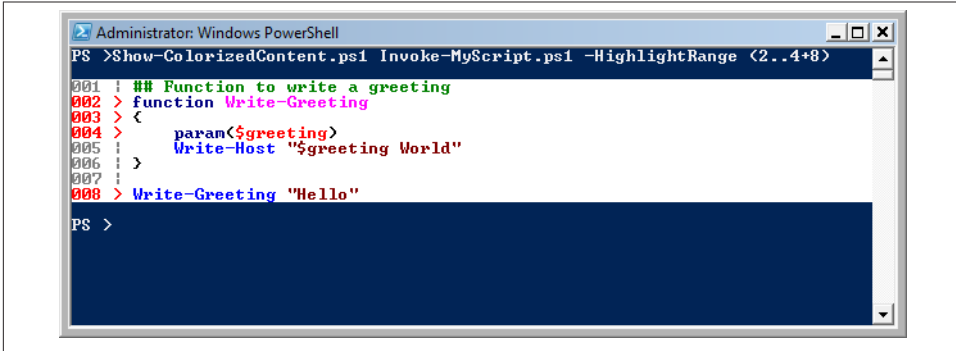 Administrator: Windows PowerShell
PS >Show-ColorizedContent.ps1 Invoke-MyScript.ps1 -HighlightRange (2..4+8)
001 | ## Function to write a greeting
002 > function Write-Greeting
003 > {
004 >     param($greeting)
005 |     Write-Host "$greeting World"
006 | }
007 |
008 > Write-Greeting "Hello"
PS >